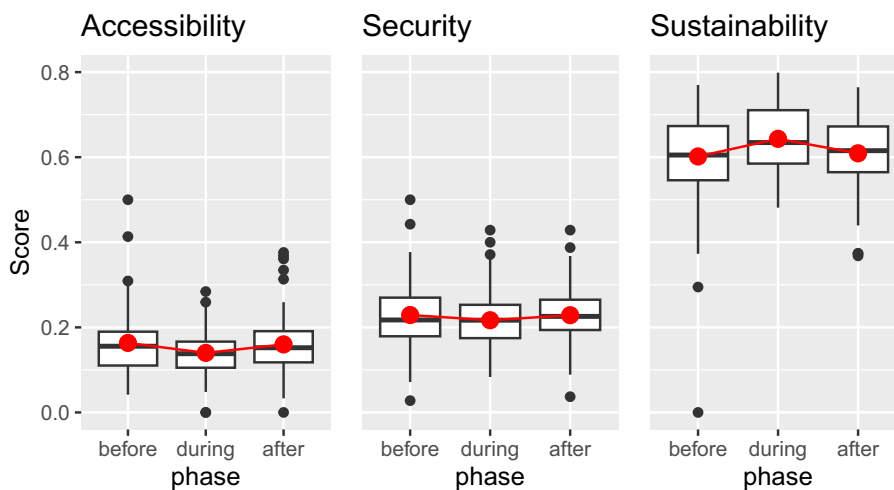 Accessibility Security Sustainability
Score
0.8
0.6
0.4
0.2
0.0
before during after before during after before during after
phase phase phase